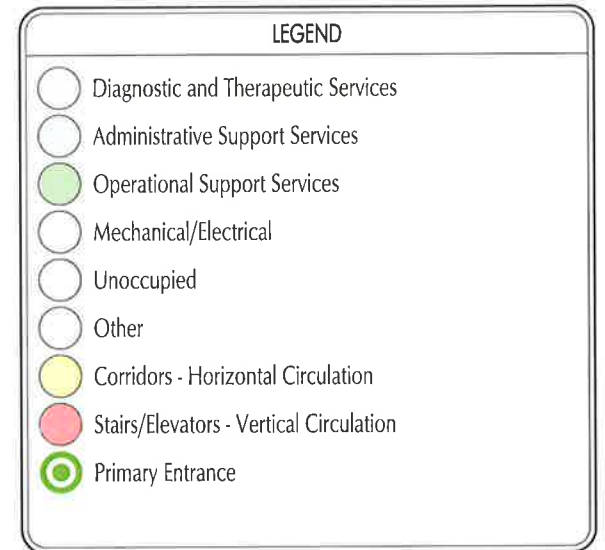 LEGEND
Diagnostic and Therapeutic Services
Administrative Support Services
Operational Support Services
Mechanical/Electrical
Unoccupied
Other
Corridors - Horizontal Circulation
Stairs/Elevators - Vertical Circulation
Primary Entrance